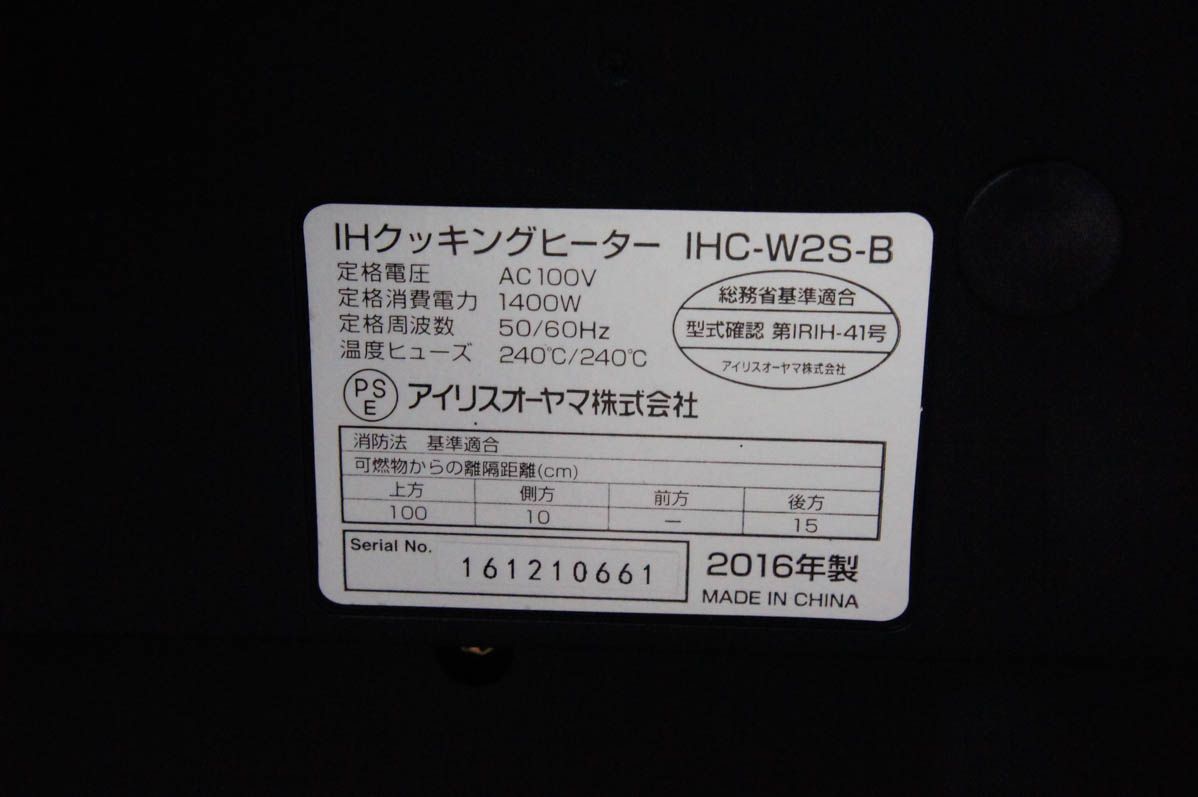 IHクッキングヒーター IHC-W2S-B
定格電圧 AC100V
定格消費電力 1400W
定格周波数 50/60Hz
温度ヒューズ 240℃/240℃
総務省基準適合
型式確認 第IRIH-41号
アイリスオーヤマ株式会社
PS
E
アイリスオーヤマ株式会社
消防法 基準適合
可燃物からの離隔距離(cm)
上方 側方 前方 後方
100 10 — 15
Serial No. 161210661
2016年製
MADE IN CHINA